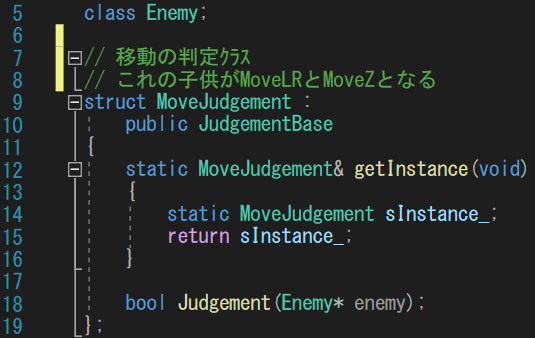 5 class Enemy;
6
7 // 移動の判定ｸﾗｽ
8 // これの子供がMoveLRとMoveZとなる
9 struct MoveJudgement :
10 public JudgementBase
11 {
12 static MoveJudgement& getInstance(void)
13 {
14 static MoveJudgement sInstance_;
15 return sInstance_;
16 }
17
18 bool Judgement(Enemy* enemy);
19 };